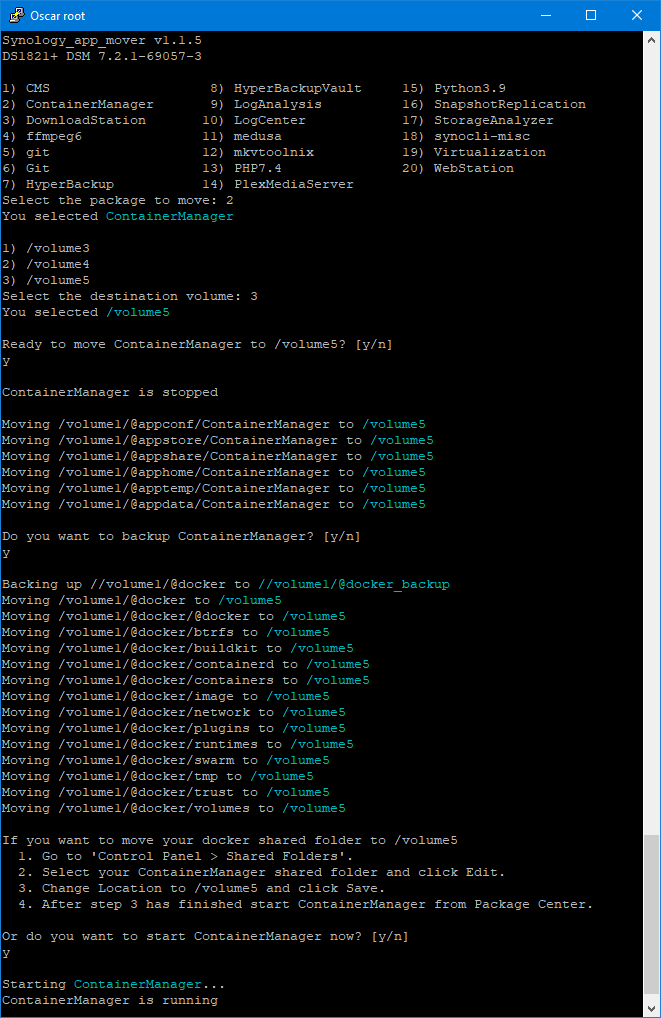 Oscar root
Synology_app_mover v1.1.5
DS1821+ DSM 7.2.1-69057-3
1) CMS                    8) HyperBackupVault     15) Python3.9
2) ContainerManager       9) LogAnalysis          16) SnapshotReplication
3) DownloadStation       10) LogCenter            17) StorageAnalyzer
4) ffmpeg6               11) medusa               18) synocli-misc
5) git                   12) mkvtoolnix           19) Virtualization
6) Git                   13) PHP7.4               20) WebStation
7) HyperBackup           14) PlexMediaServer
Select the package to move: 2
You selected ContainerManager
1) /volume3
2) /volume4
3) /volume5
Select the destination volume: 3
You selected /volume5
Ready to move ContainerManager to /volume5? [y/n]
y
ContainerManager is stopped
Moving /volume1/@appconf/ContainerManager to /volume5
Moving /volume1/@appstore/ContainerManager to /volume5
Moving /volume1/@appshare/ContainerManager to /volume5
Moving /volume1/@apphome/ContainerManager to /volume5
Moving /volume1/@apptemp/ContainerManager to /volume5
Moving /volume1/@appdata/ContainerManager to /volume5
Do you want to backup ContainerManager? [y/n]
y
Backing up //volume1/@docker to //volume1/@docker_backup
Moving /volume1/@docker to /volume5
Moving /volume1/@docker/@docker to /volume5
Moving /volume1/@docker/btrfs to /volume5
Moving /volume1/@docker/buildkit to /volume5
Moving /volume1/@docker/containerd to /volume5
Moving /volume1/@docker/containers to /volume5
Moving /volume1/@docker/image to /volume5
Moving /volume1/@docker/network to /volume5
Moving /volume1/@docker/plugins to /volume5
Moving /volume1/@docker/runtimes to /volume5
Moving /volume1/@docker/swarm to /volume5
Moving /volume1/@docker/tmp to /volume5
Moving /volume1/@docker/trust to /volume5
Moving /volume1/@docker/volumes to /volume5
If you want to move your docker shared folder to /volume5
1. Go to 'Control Panel > Shared Folders'.
2. Select your ContainerManager shared folder and click Edit.
3. Change Location to /volume5 and click Save.
4. After step 3 has finished start ContainerManager from Package Center.
Or do you want to start ContainerManager now? [y/n]
y
Starting ContainerManager...
ContainerManager is running